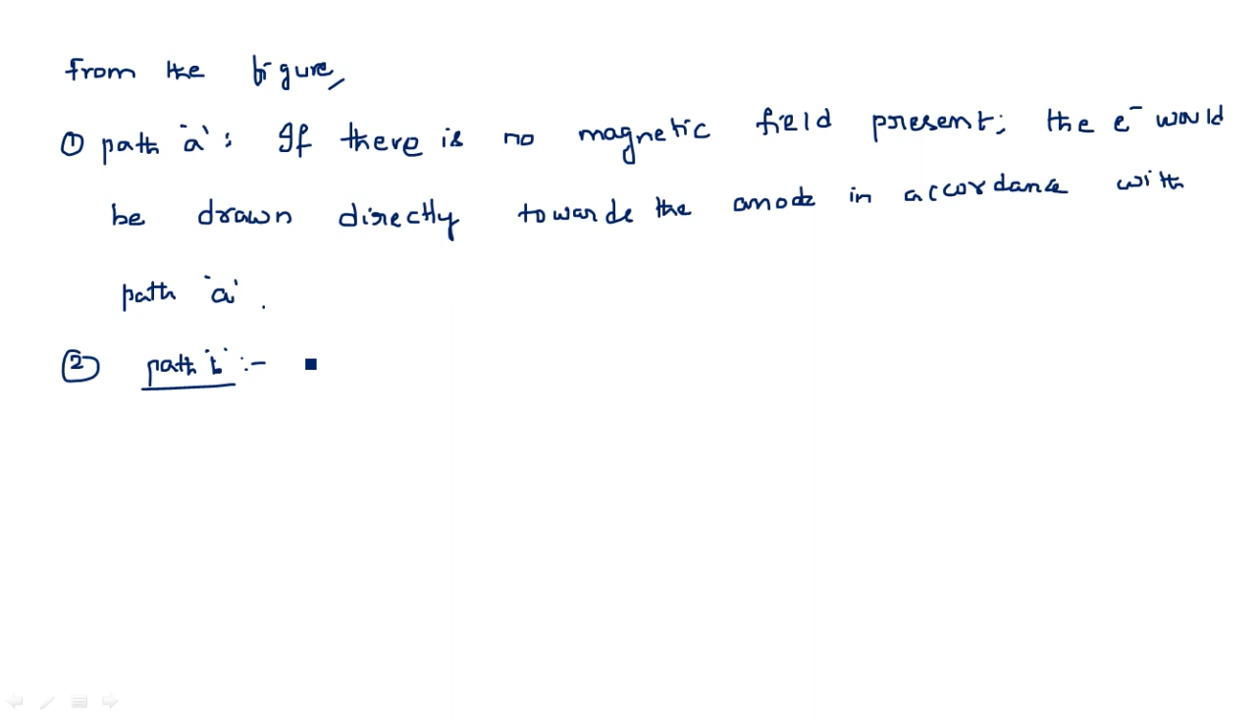 from the figure,
① path 'a' : If there is no magnetic field present; the e⁻ would
be drawn directly towards the anode in accordance with
path 'a'.
② path 'b' :-